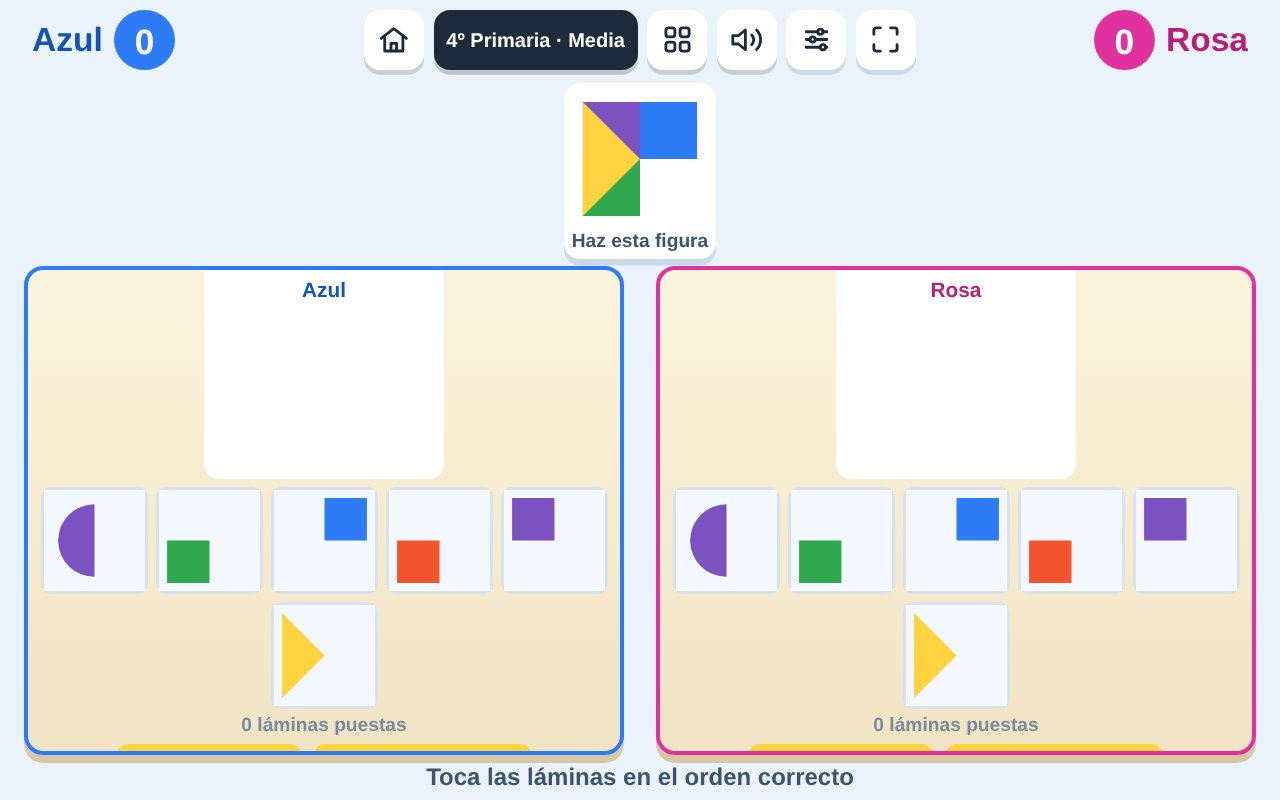 Azul 0
4º Primaria · Media
0 Rosa
Haz esta figura
Azul
Rosa
0 láminas puestas
0 láminas puestas
Toca las láminas en el orden correcto